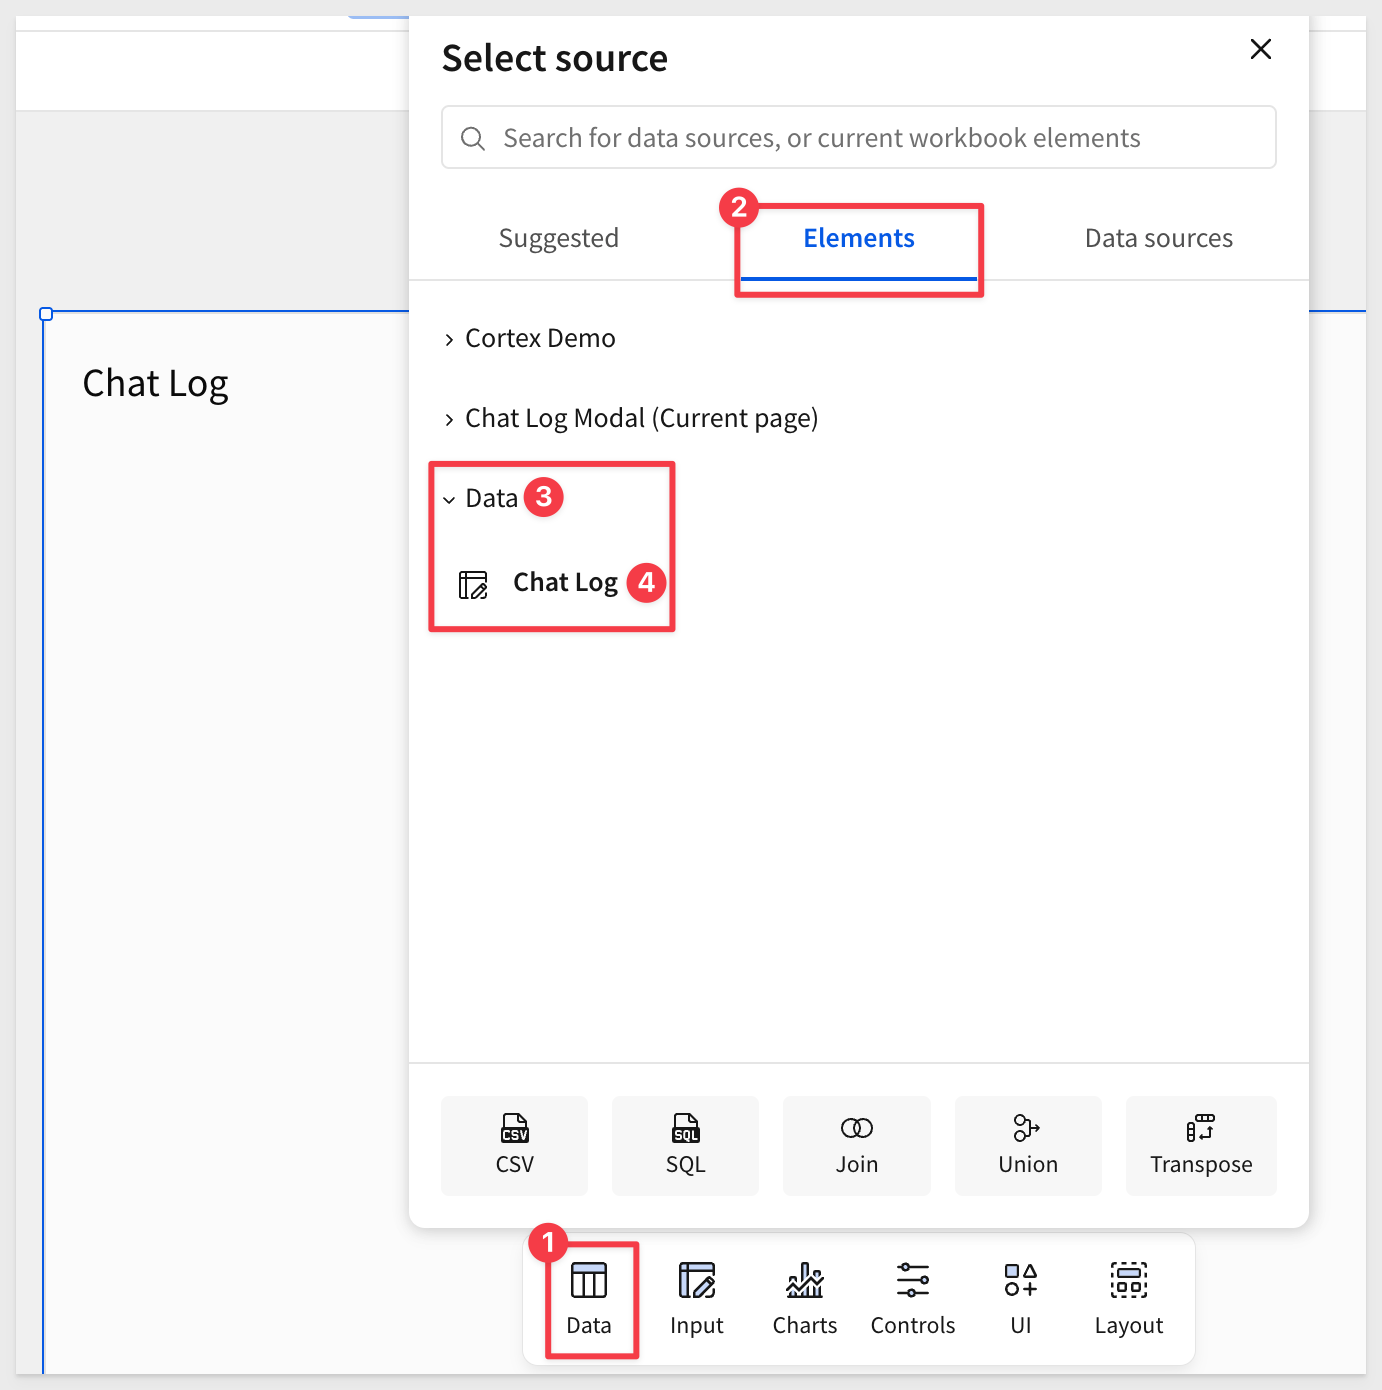 Select source
Search for data sources, or current workbook elements
2
Suggested
Elements
Data sources
Cortex Demo
Chat Log
Chat Log Modal (Current page)
Data 3
Chat Log 4
CSV
CSV
SQL
SQL
Join
Union
Transpose
1
Data
Input
Charts
Controls
UI
Layout